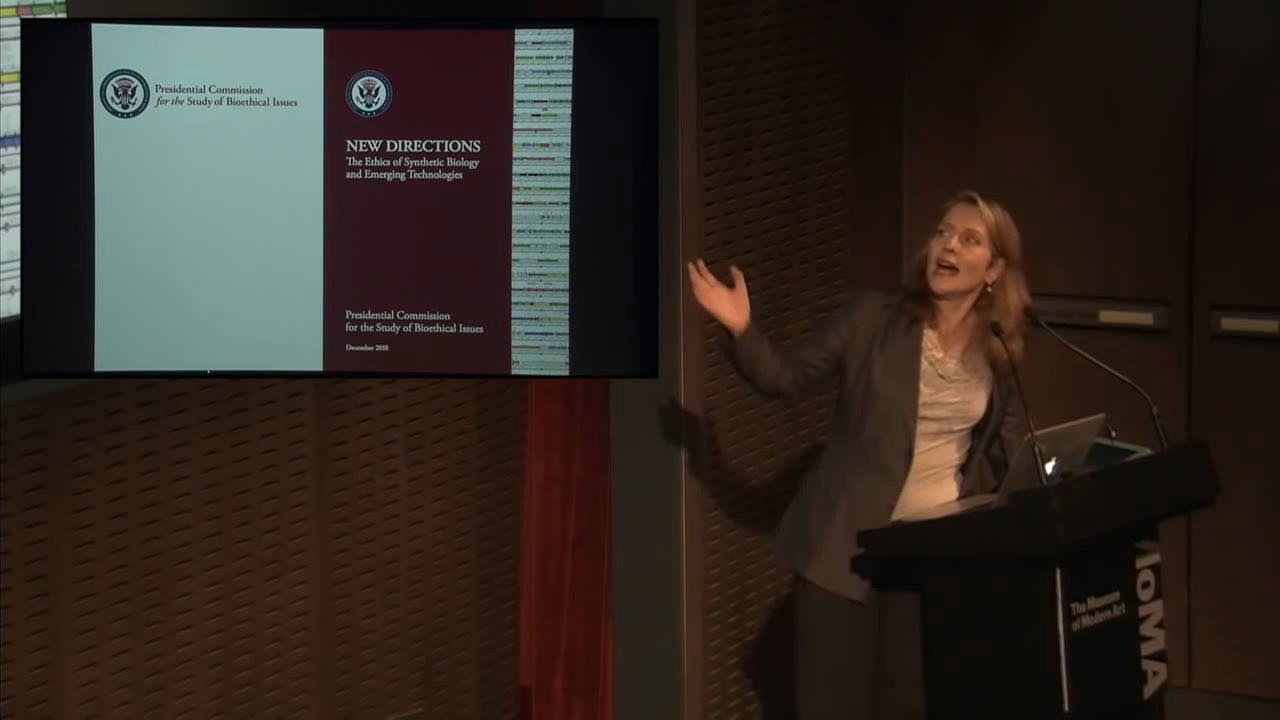 Presidential Commission
for the Study of Bioethical Issues
NEW DIRECTIONS
The Ethics of Synthetic Biology
and Emerging Technologies
Presidential Commission
for the Study of Bioethical Issues
December 2010
The Museum
of Modern Art
MoMA